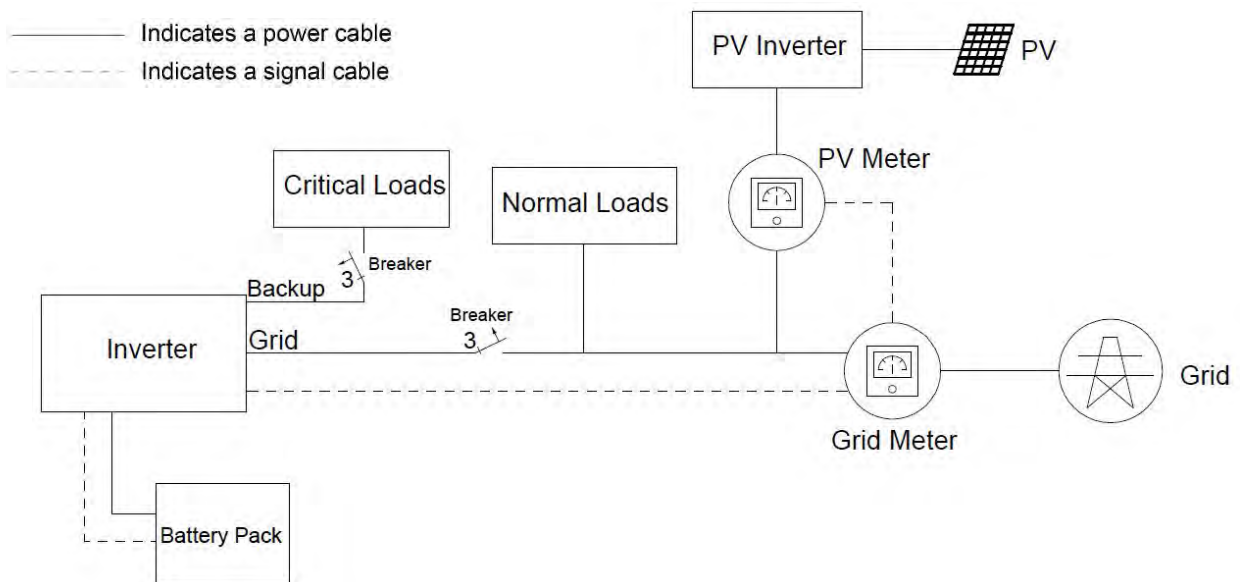 Indicates a power cable
Indicates a signal cable
PV Inverter
PV
PV Meter
Critical Loads
Normal Loads
Breaker
3
Backup
Breaker
3
Grid
Inverter
Grid
Grid Meter
Battery Pack